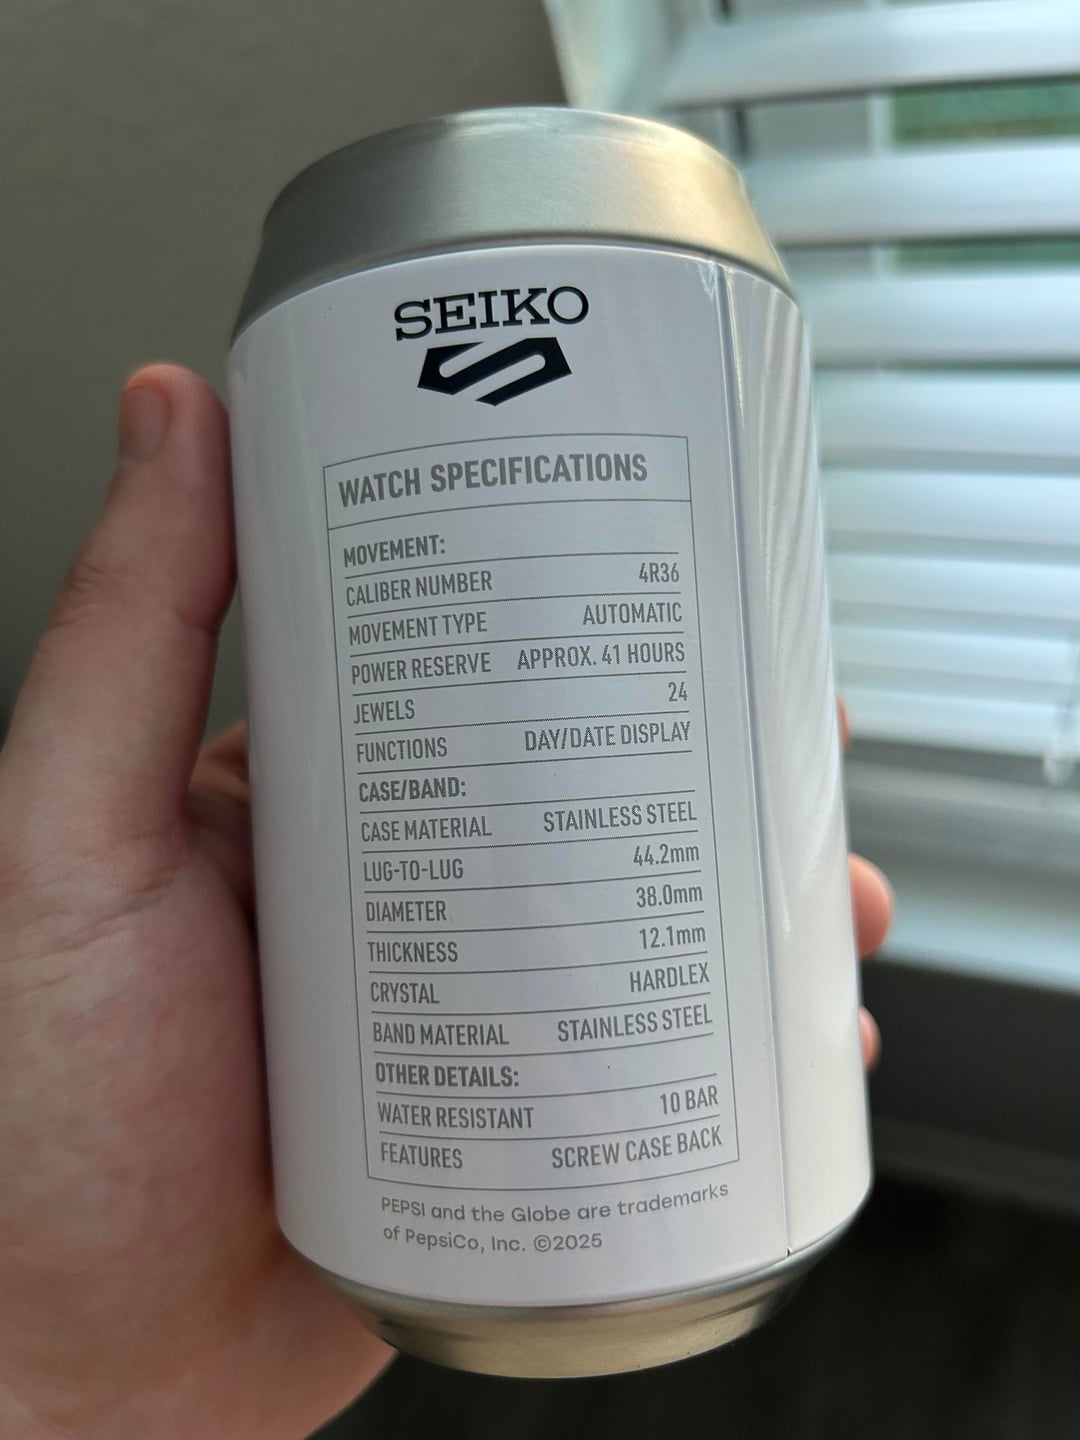 SEIKO
WATCH SPECIFICATIONS
MOVEMENT:
CALIBER NUMBER 4R36
MOVEMENT TYPE AUTOMATIC
POWER RESERVE APPROX. 41 HOURS
JEWELS 24
FUNCTIONS DAY/DATE DISPLAY
CASE/BAND:
CASE MATERIAL STAINLESS STEEL
LUG-TO-LUG 44.2mm
DIAMETER 38.0mm
THICKNESS 12.1mm
CRYSTAL HARDLEX
BAND MATERIAL STAINLESS STEEL
OTHER DETAILS:
WATER RESISTANT 10 BAR
FEATURES SCREW CASE BACK
PEPSI and the Globe are trademarks
of PepsiCo, Inc. ©2025